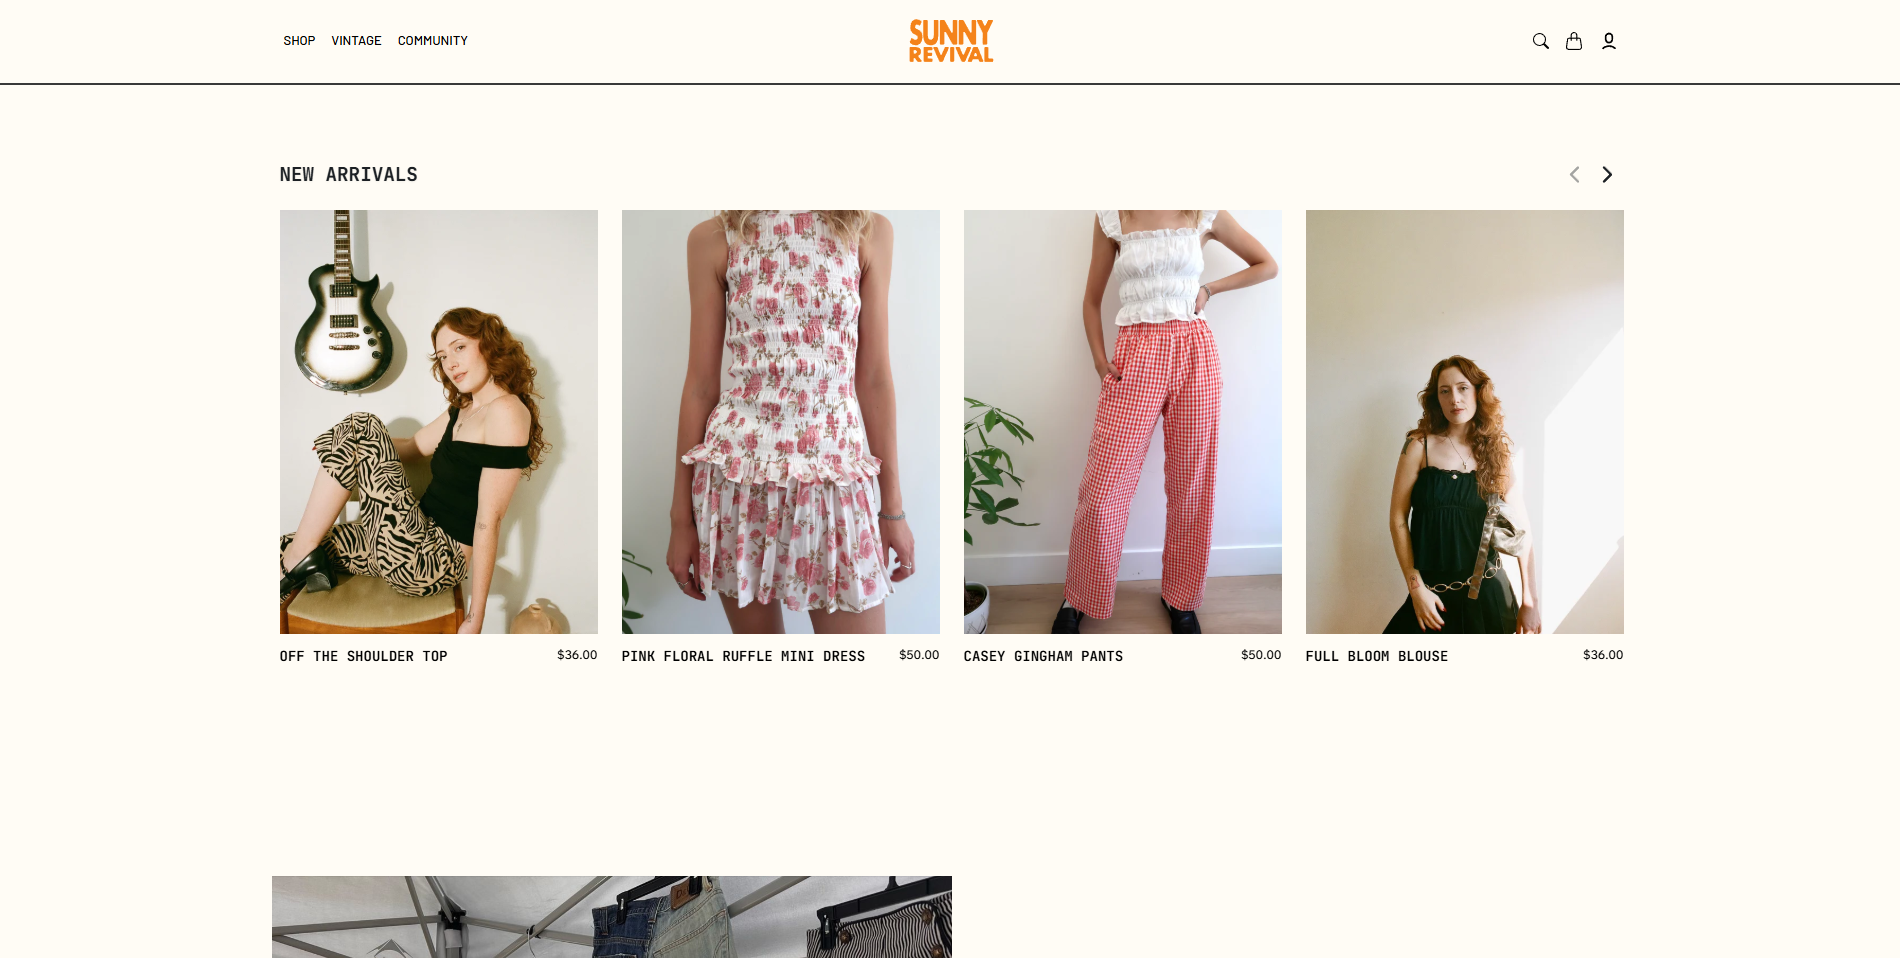 SHOP VINTAGE COMMUNITY
SUNNY
REVIVAL
NEW ARRIVALS
OFF THE SHOULDER TOP $36.00
PINK FLORAL RUFFLE MINI DRESS $50.00
CASEY GINGHAM PANTS $50.00
FULL BLOOM BLOUSE $36.00